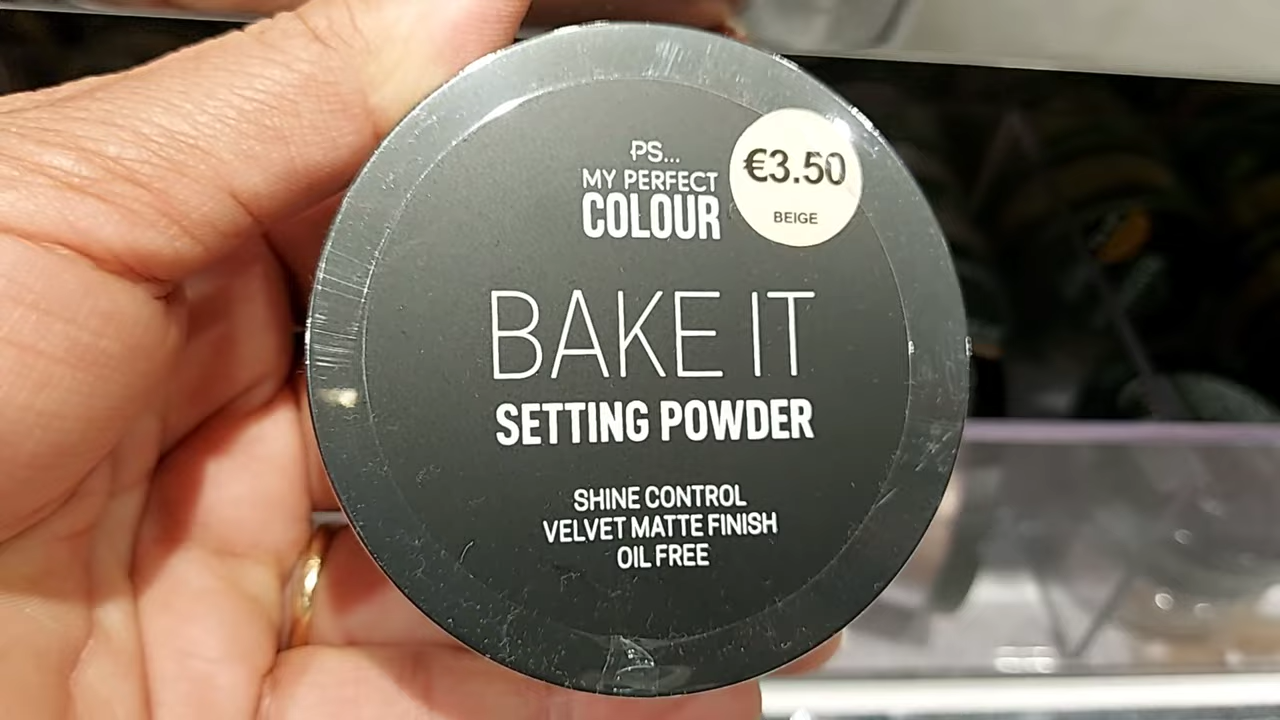 PS...
MY PERFECT
COLOUR
€3.50
BEIGE
BAKE IT
SETTING POWDER
SHINE CONTROL
VELVET MATTE FINISH
OIL FREE